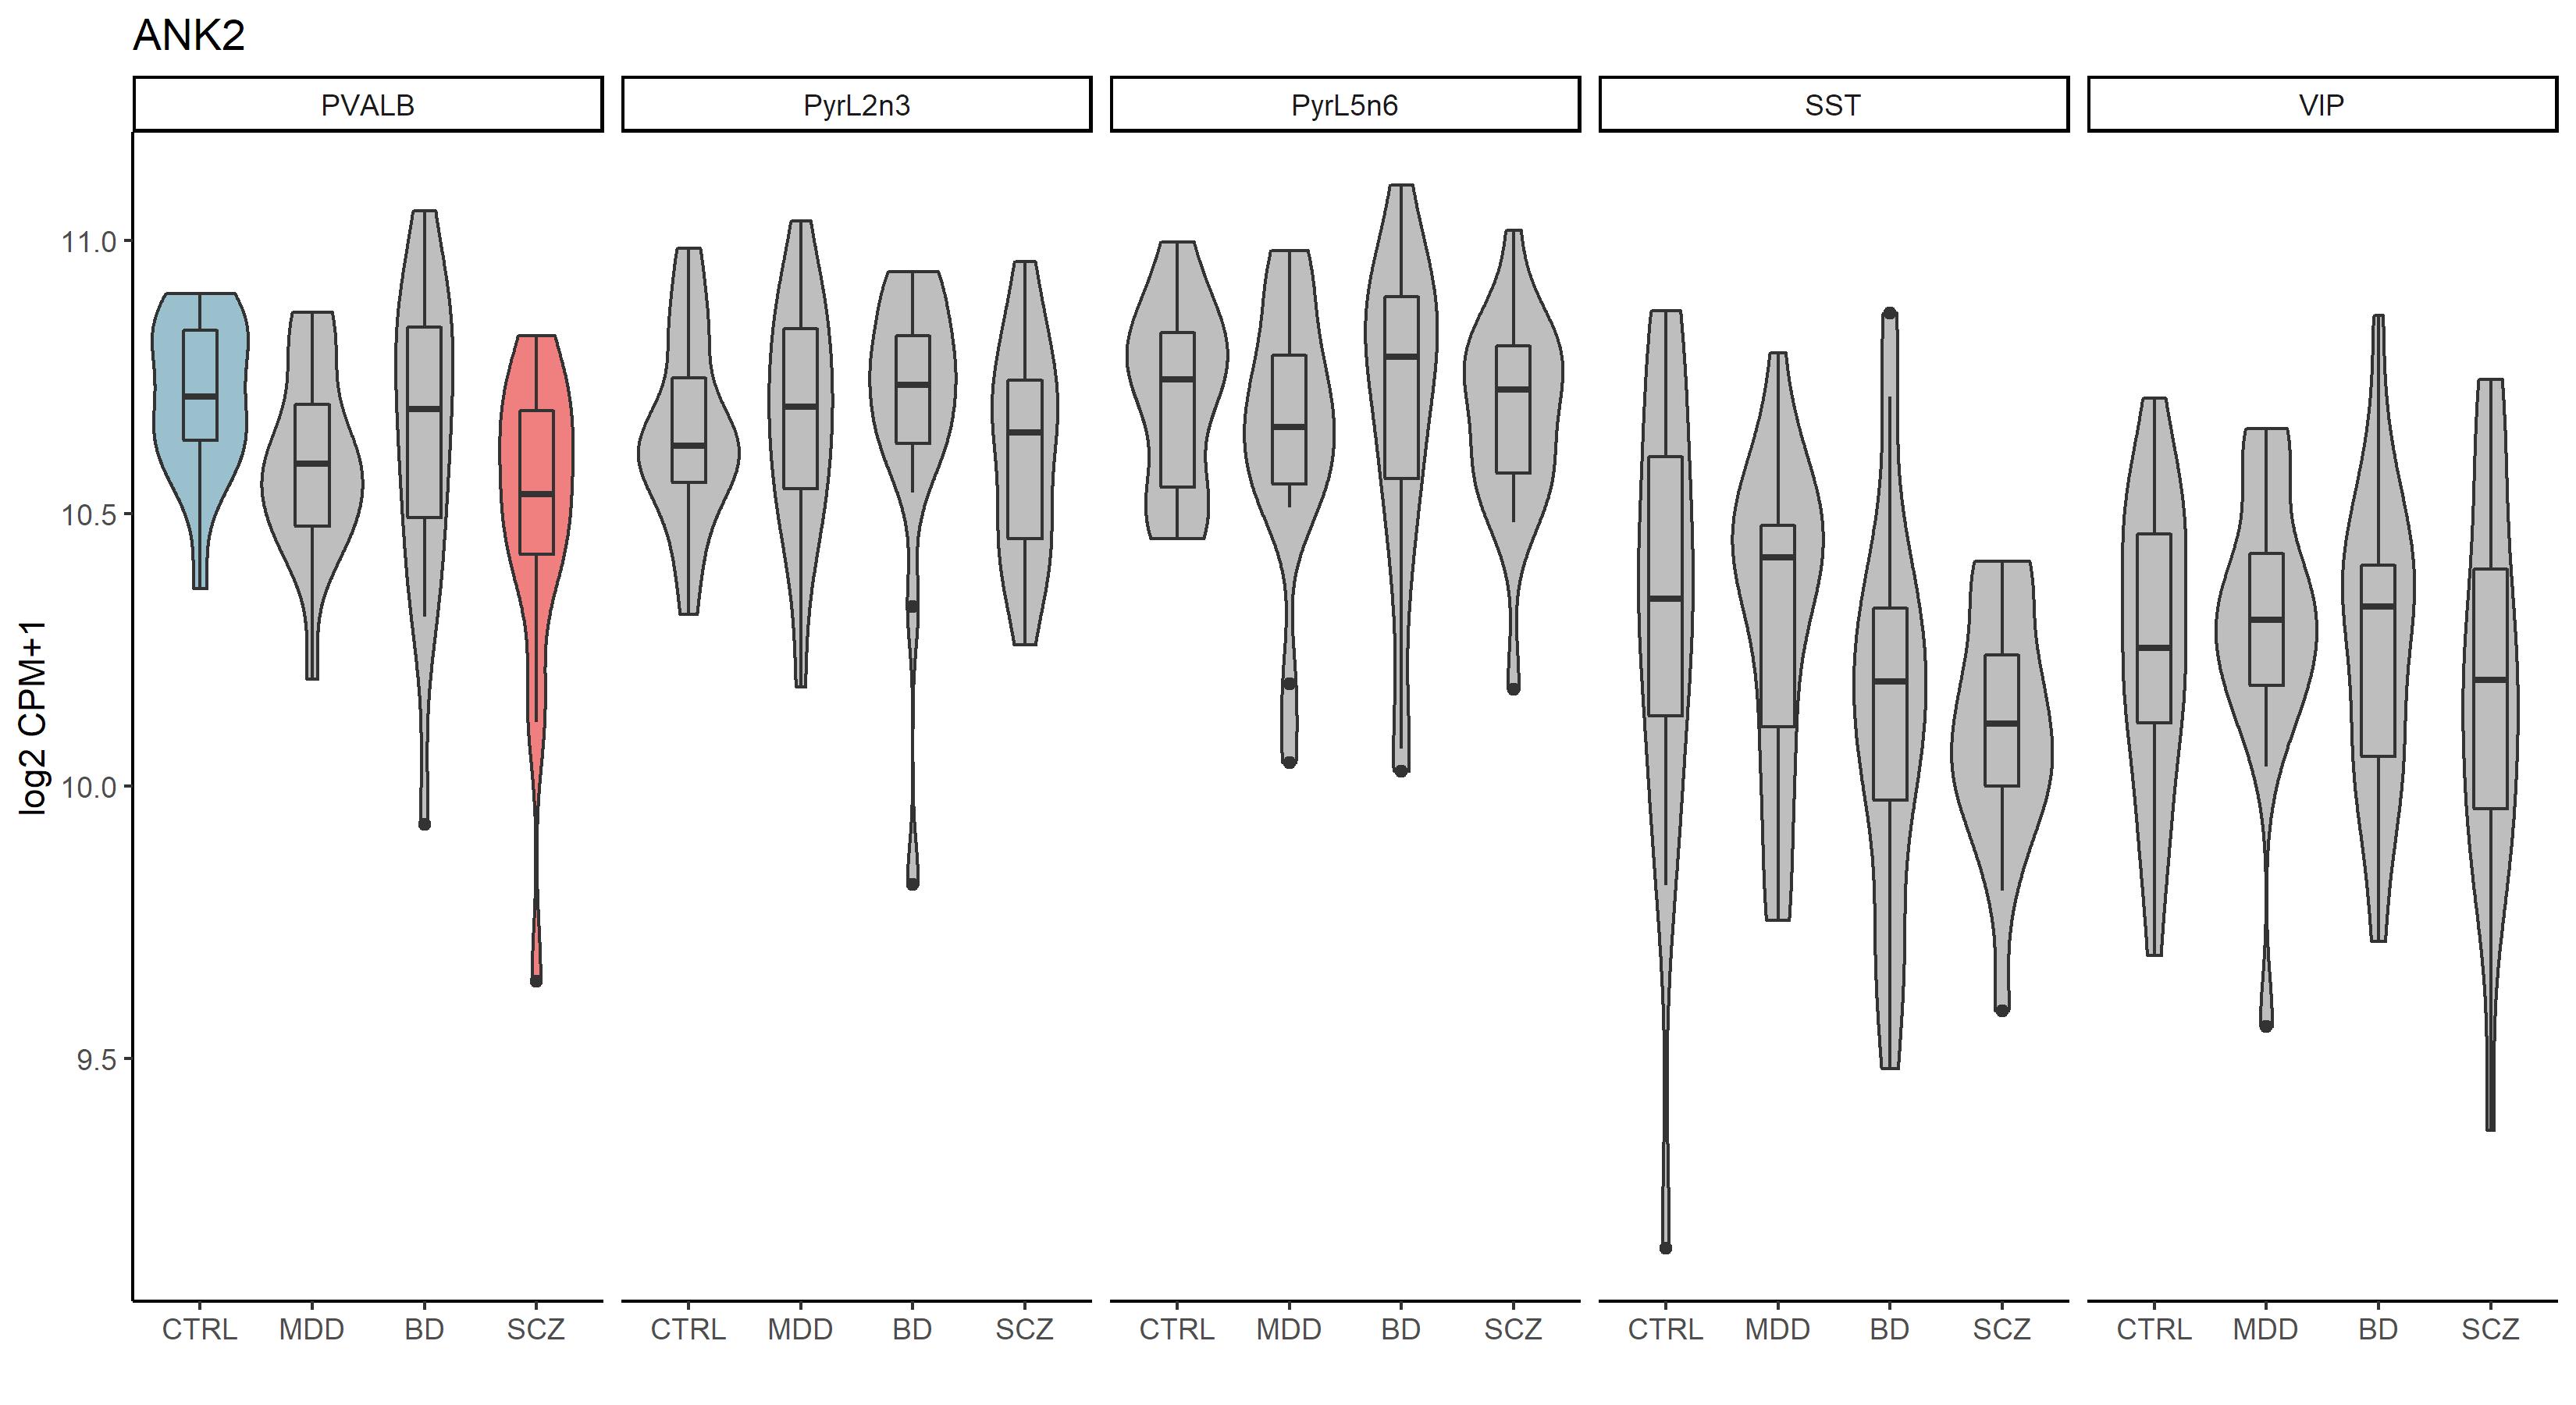 ANK2
PVALB PyrL2n3 PyrL5n6 SST VIP
11.0
10.5
10.0
9.5
log2 CPM+1
CTRL MDD BD SCZ CTRL MDD BD SCZ CTRL MDD BD SCZ CTRL MDD BD SCZ CTRL MDD BD SCZ